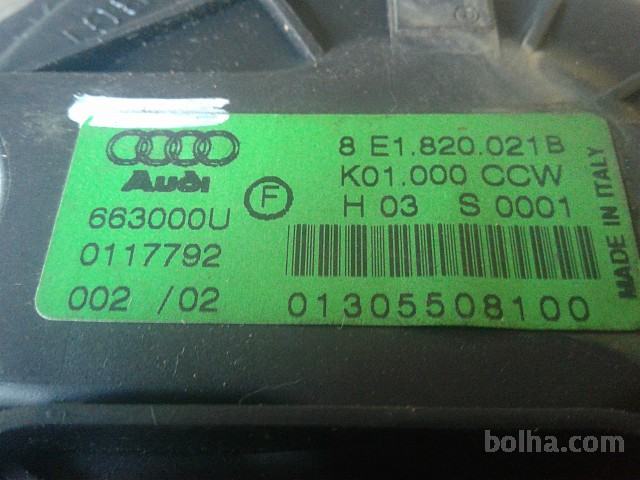 Audi
F
663000U
0117792
002 /02
8 E1.820.021B
K01.000 CCW
H 03 S 0001
01305508100
MADE IN ITALY
bolha.com